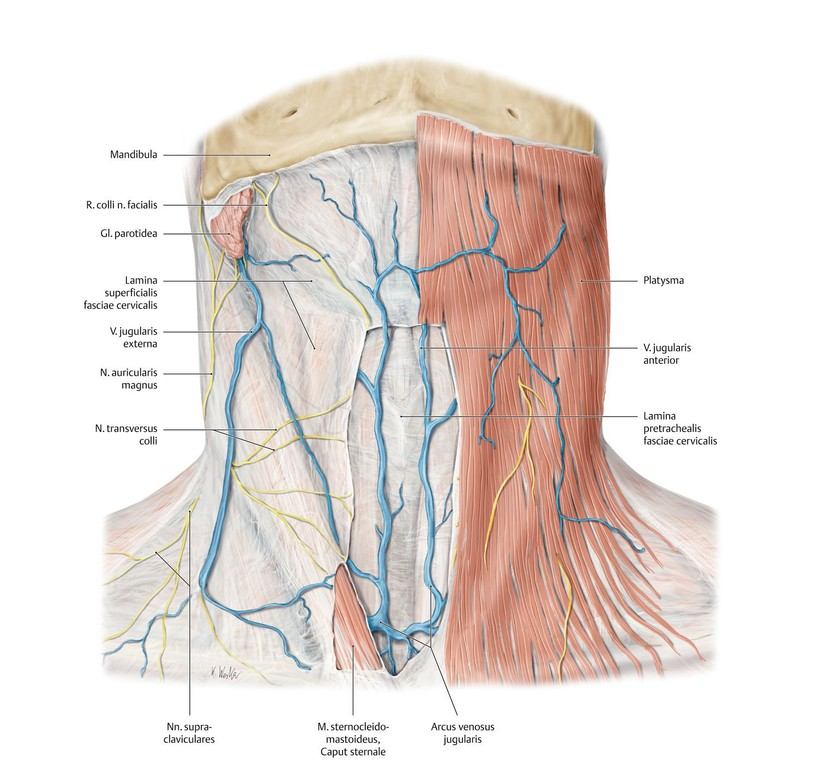 Mandibula
R. colli n. facialis
Gl. parotidea
Lamina
superficialis
fasciae cervicalis
V. jugularis
externa
N. auricularis
magnus
N. transversus
colli
Nn. supra-
claviculares
M. sternocleido-
mastoideus,
Caput sternale
Arcus venosus
jugularis
Platysma
V. jugularis
anterior
Lamina
pretrachealis
fasciae cervicalis